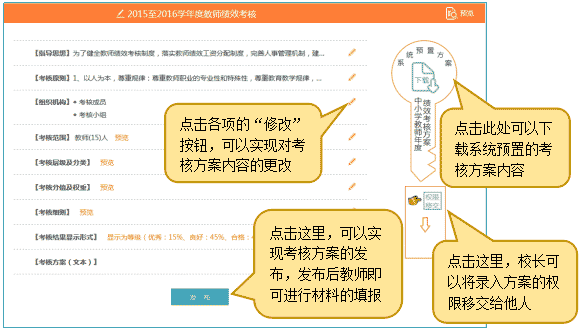 2015至2016学年度教师绩效考核
预览
【指导思想】为了健全教师绩效考核制度，落实教师绩效工资分配制度，完善人事管理机制，建...
【考核原则】1、以人为本，尊重规律；尊重教师职业的专业性和特殊性，尊重教育教学规律，...
【组织机构】• 考核成员
• 考核小组
【考核范围】教师(15)人 预览
【考核层级及分类】 预览
【考核分值及权重】 预览
【考核细则】 预览
【考核结果显示形式】 显示为等级（优秀：15%、良好：45%、合格：
【考核方案（文本）】
发 布
系统预置方案
下载
中小学教师年度
绩效考核方案
权限
移交
点击各项的“修改”
按钮，可以实现对考
核方案内容的更改
点击此处可以下
载系统预置的考
核方案内容
点击这里，可以实
现考核方案的发
布，发布后教师即
可进行材料的填报
点击这里，校长可
以将录入方案的权
限移交给他人